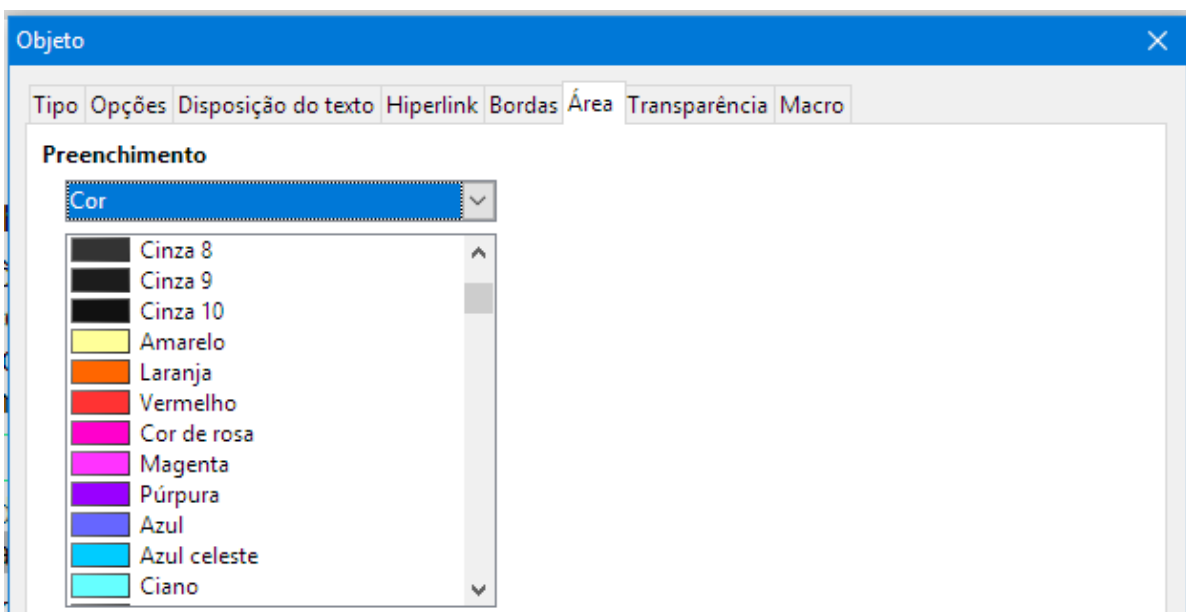 Objeto
Tipo Opções Disposição do texto Hiperlink Bordas Área Transparência Macro
Preenchimento
Cor
Cinza 8
Cinza 9
Cinza 10
Amarelo
Laranja
Vermelho
Cor de rosa
Magenta
Púrpura
Azul
Azul celeste
Ciano